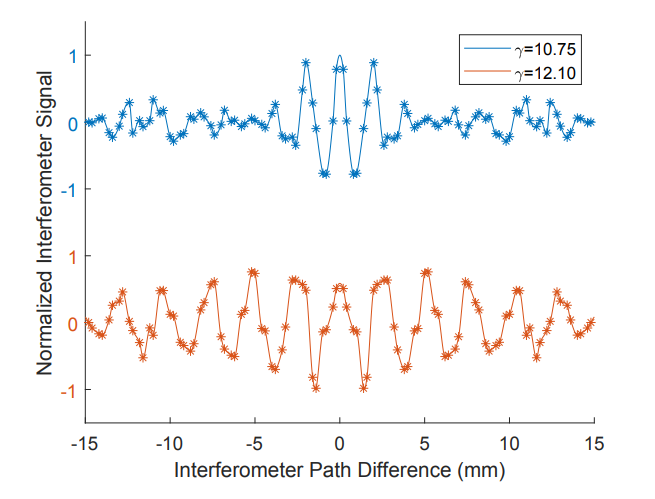 γ=10.75
γ=12.10
1
0
-1
1
0
-1
-15 -10 -5 0 5 10 15
Interferometer Path Difference (mm)
Normalized Interferometer Signal